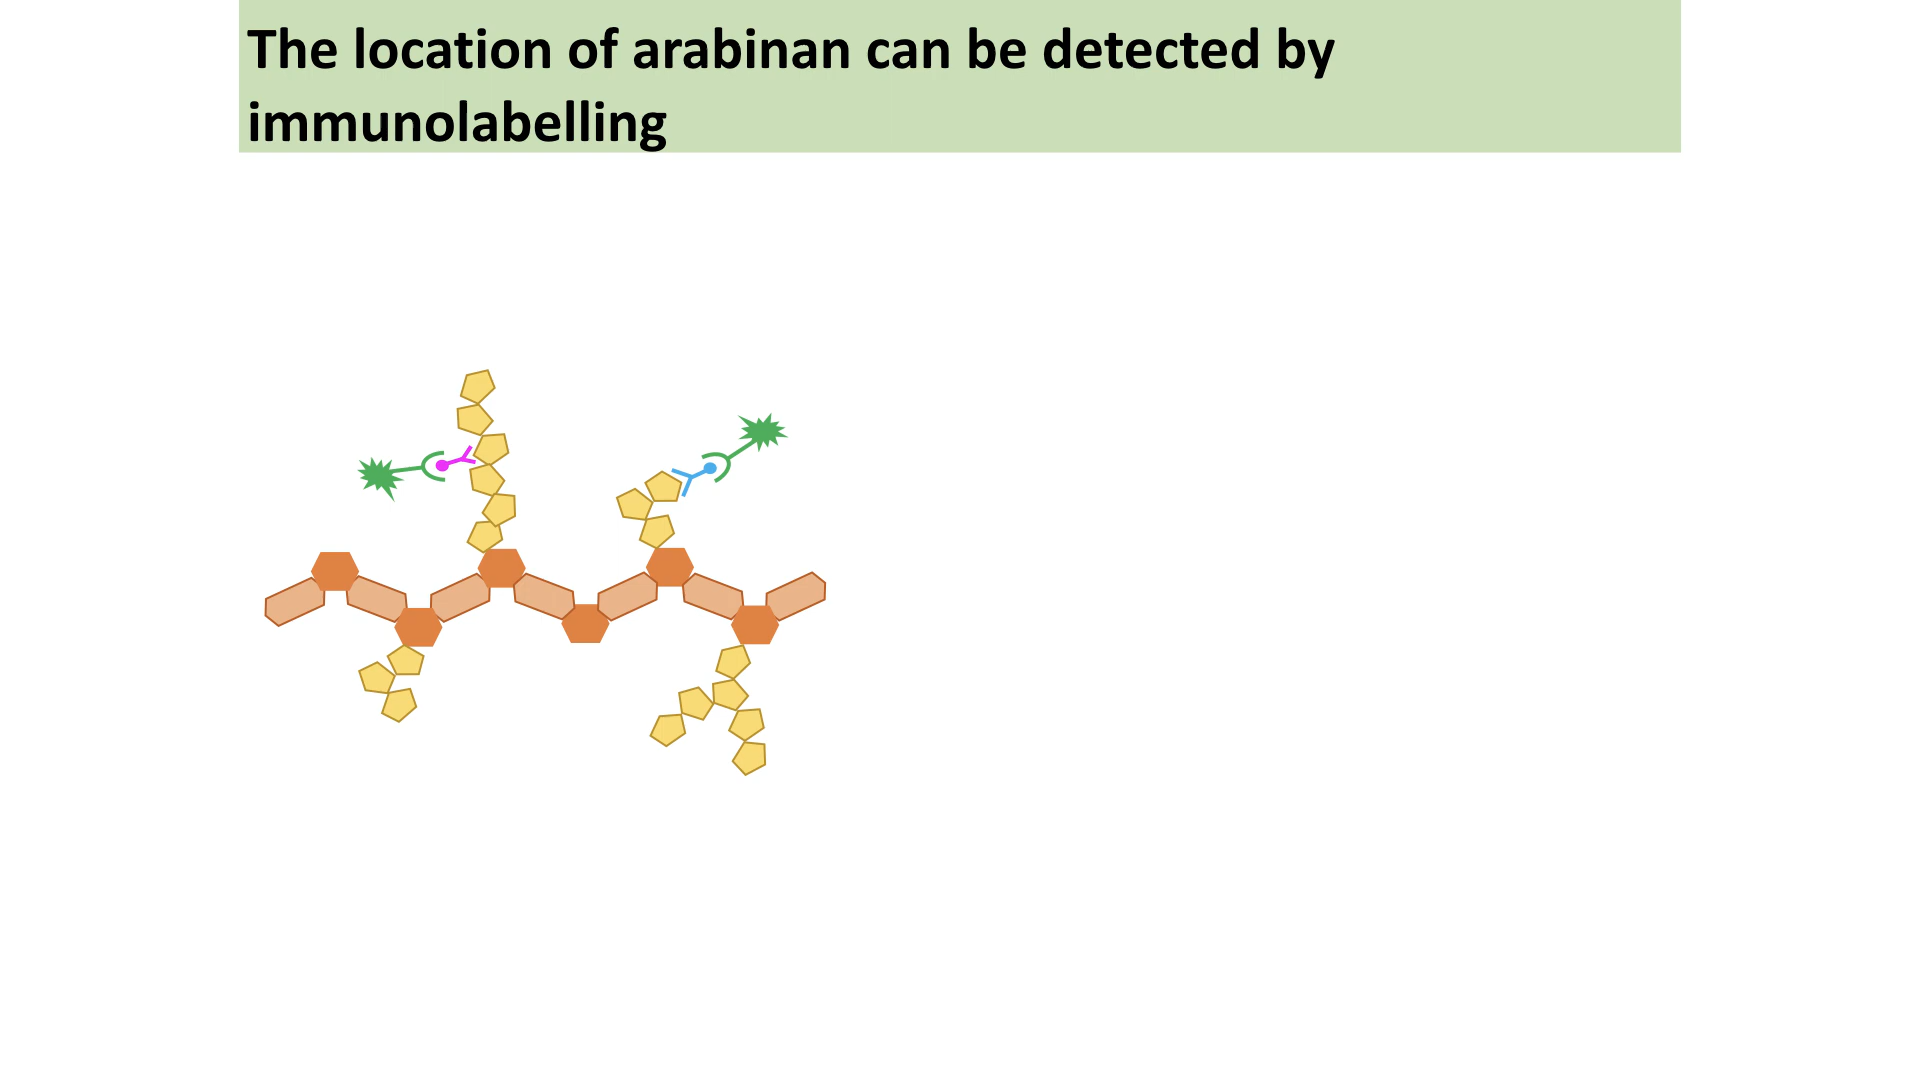 The location of arabinan can be detected by
immunolabelling